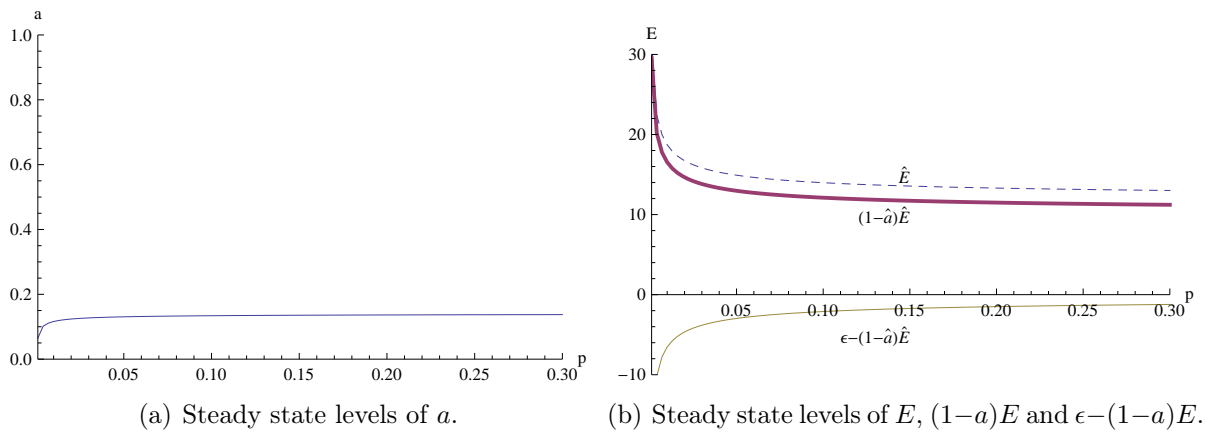 a
1.0
0.8
0.6
0.4
0.2
0.0
0.05
0.10
0.15
0.20
0.25
0.30
p
(a) Steady state levels of a.
E
30
20
10
0
−10
Ê
(1−â)Ê
0.05
0.10
0.15
0.20
0.25
0.30
p
ϵ−(1−â)Ê
(b) Steady state levels of E, (1−a)E and ϵ−(1−a)E.